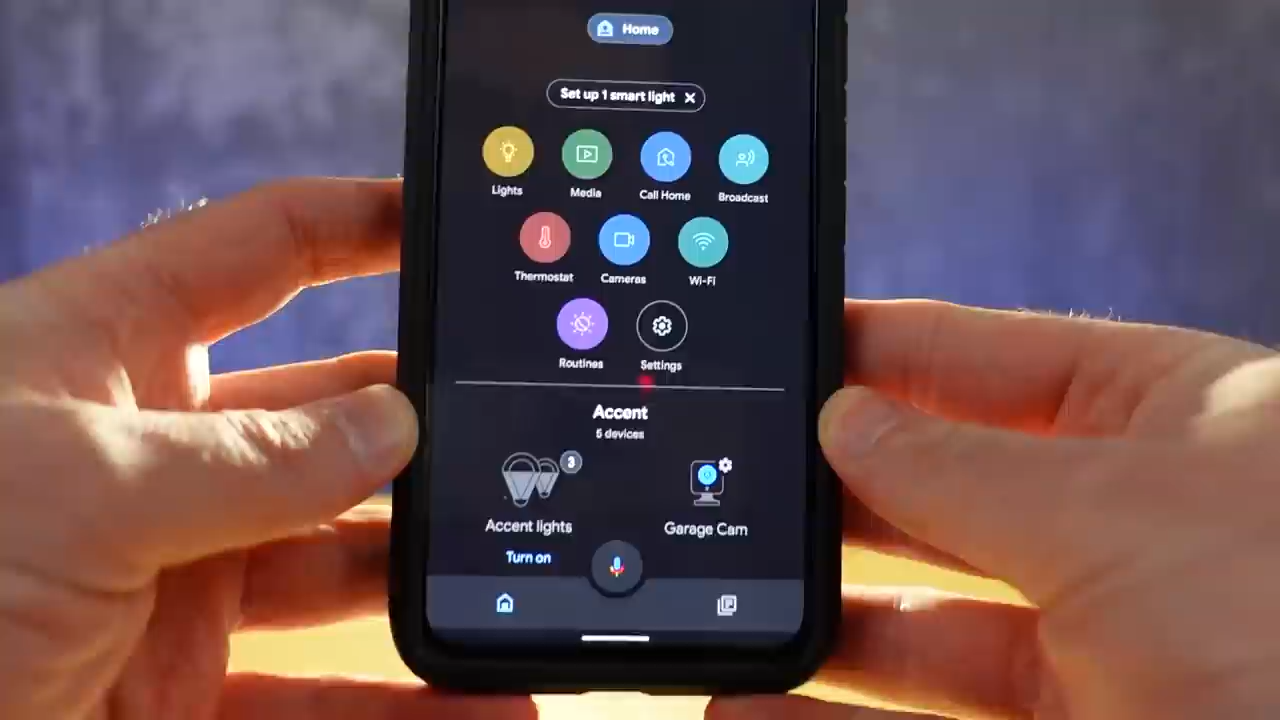 Home
Set up 1 smart light
Lights
Media
Call Home
Broadcast
Thermostat
Cameras
Wi-Fi
Routines
Settings
Accent
5 devices
3
Accent lights
Garage Cam
Turn on